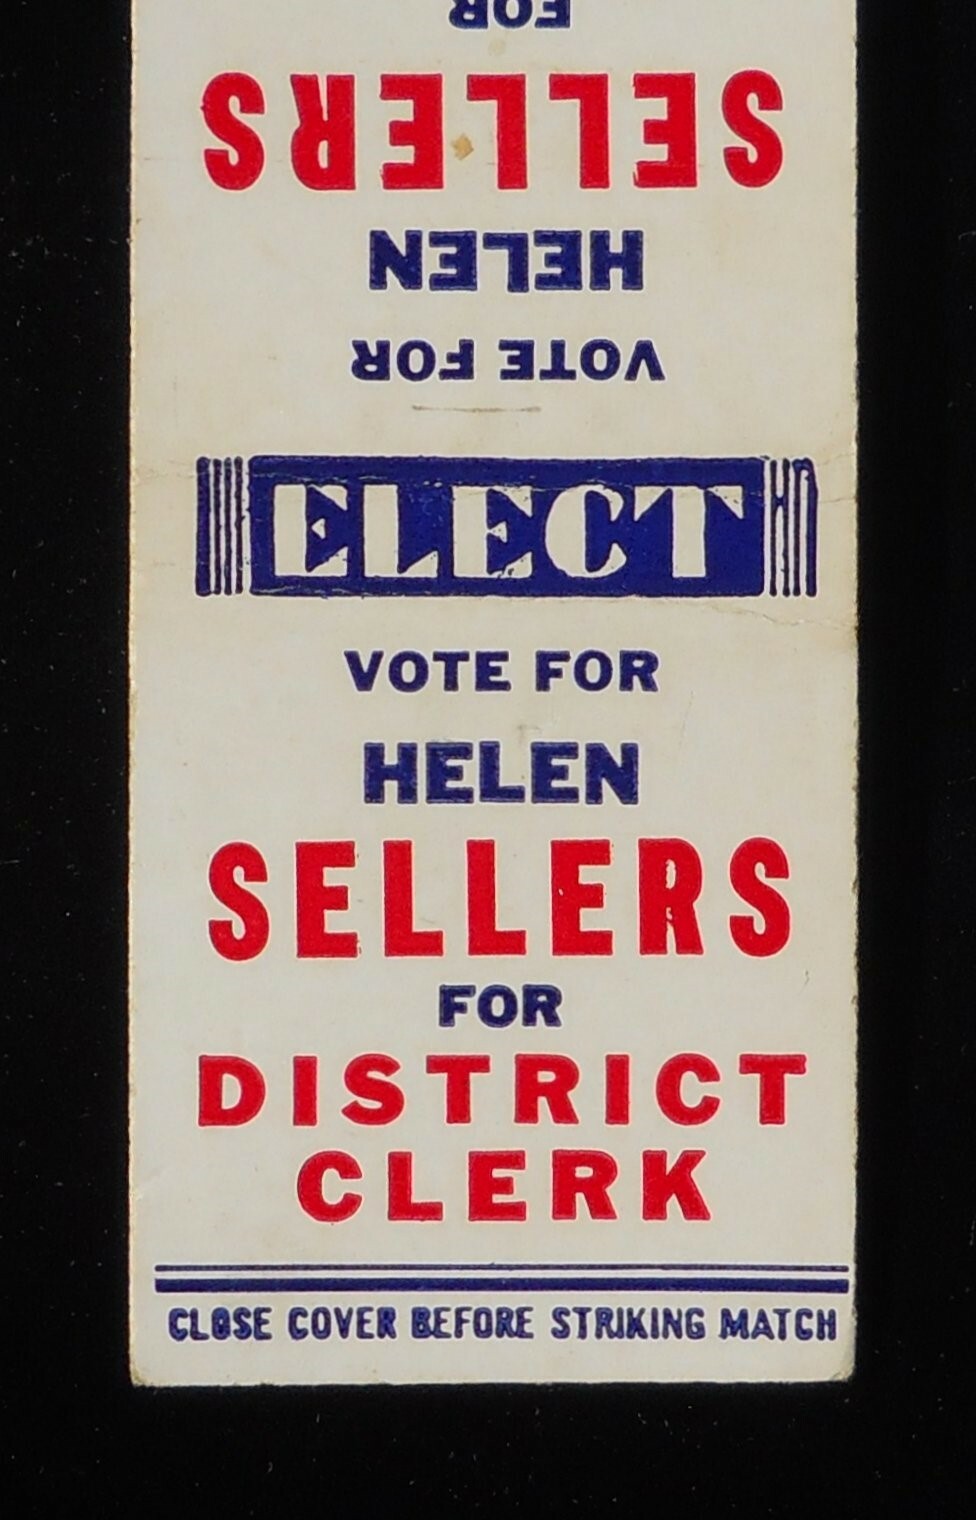 FOR
SELLERS
HELEN
VOTE FOR
ELECT
VOTE FOR
HELEN
SELLERS
FOR
DISTRICT
CLERK
CLOSE COVER BEFORE STRIKING MATCH